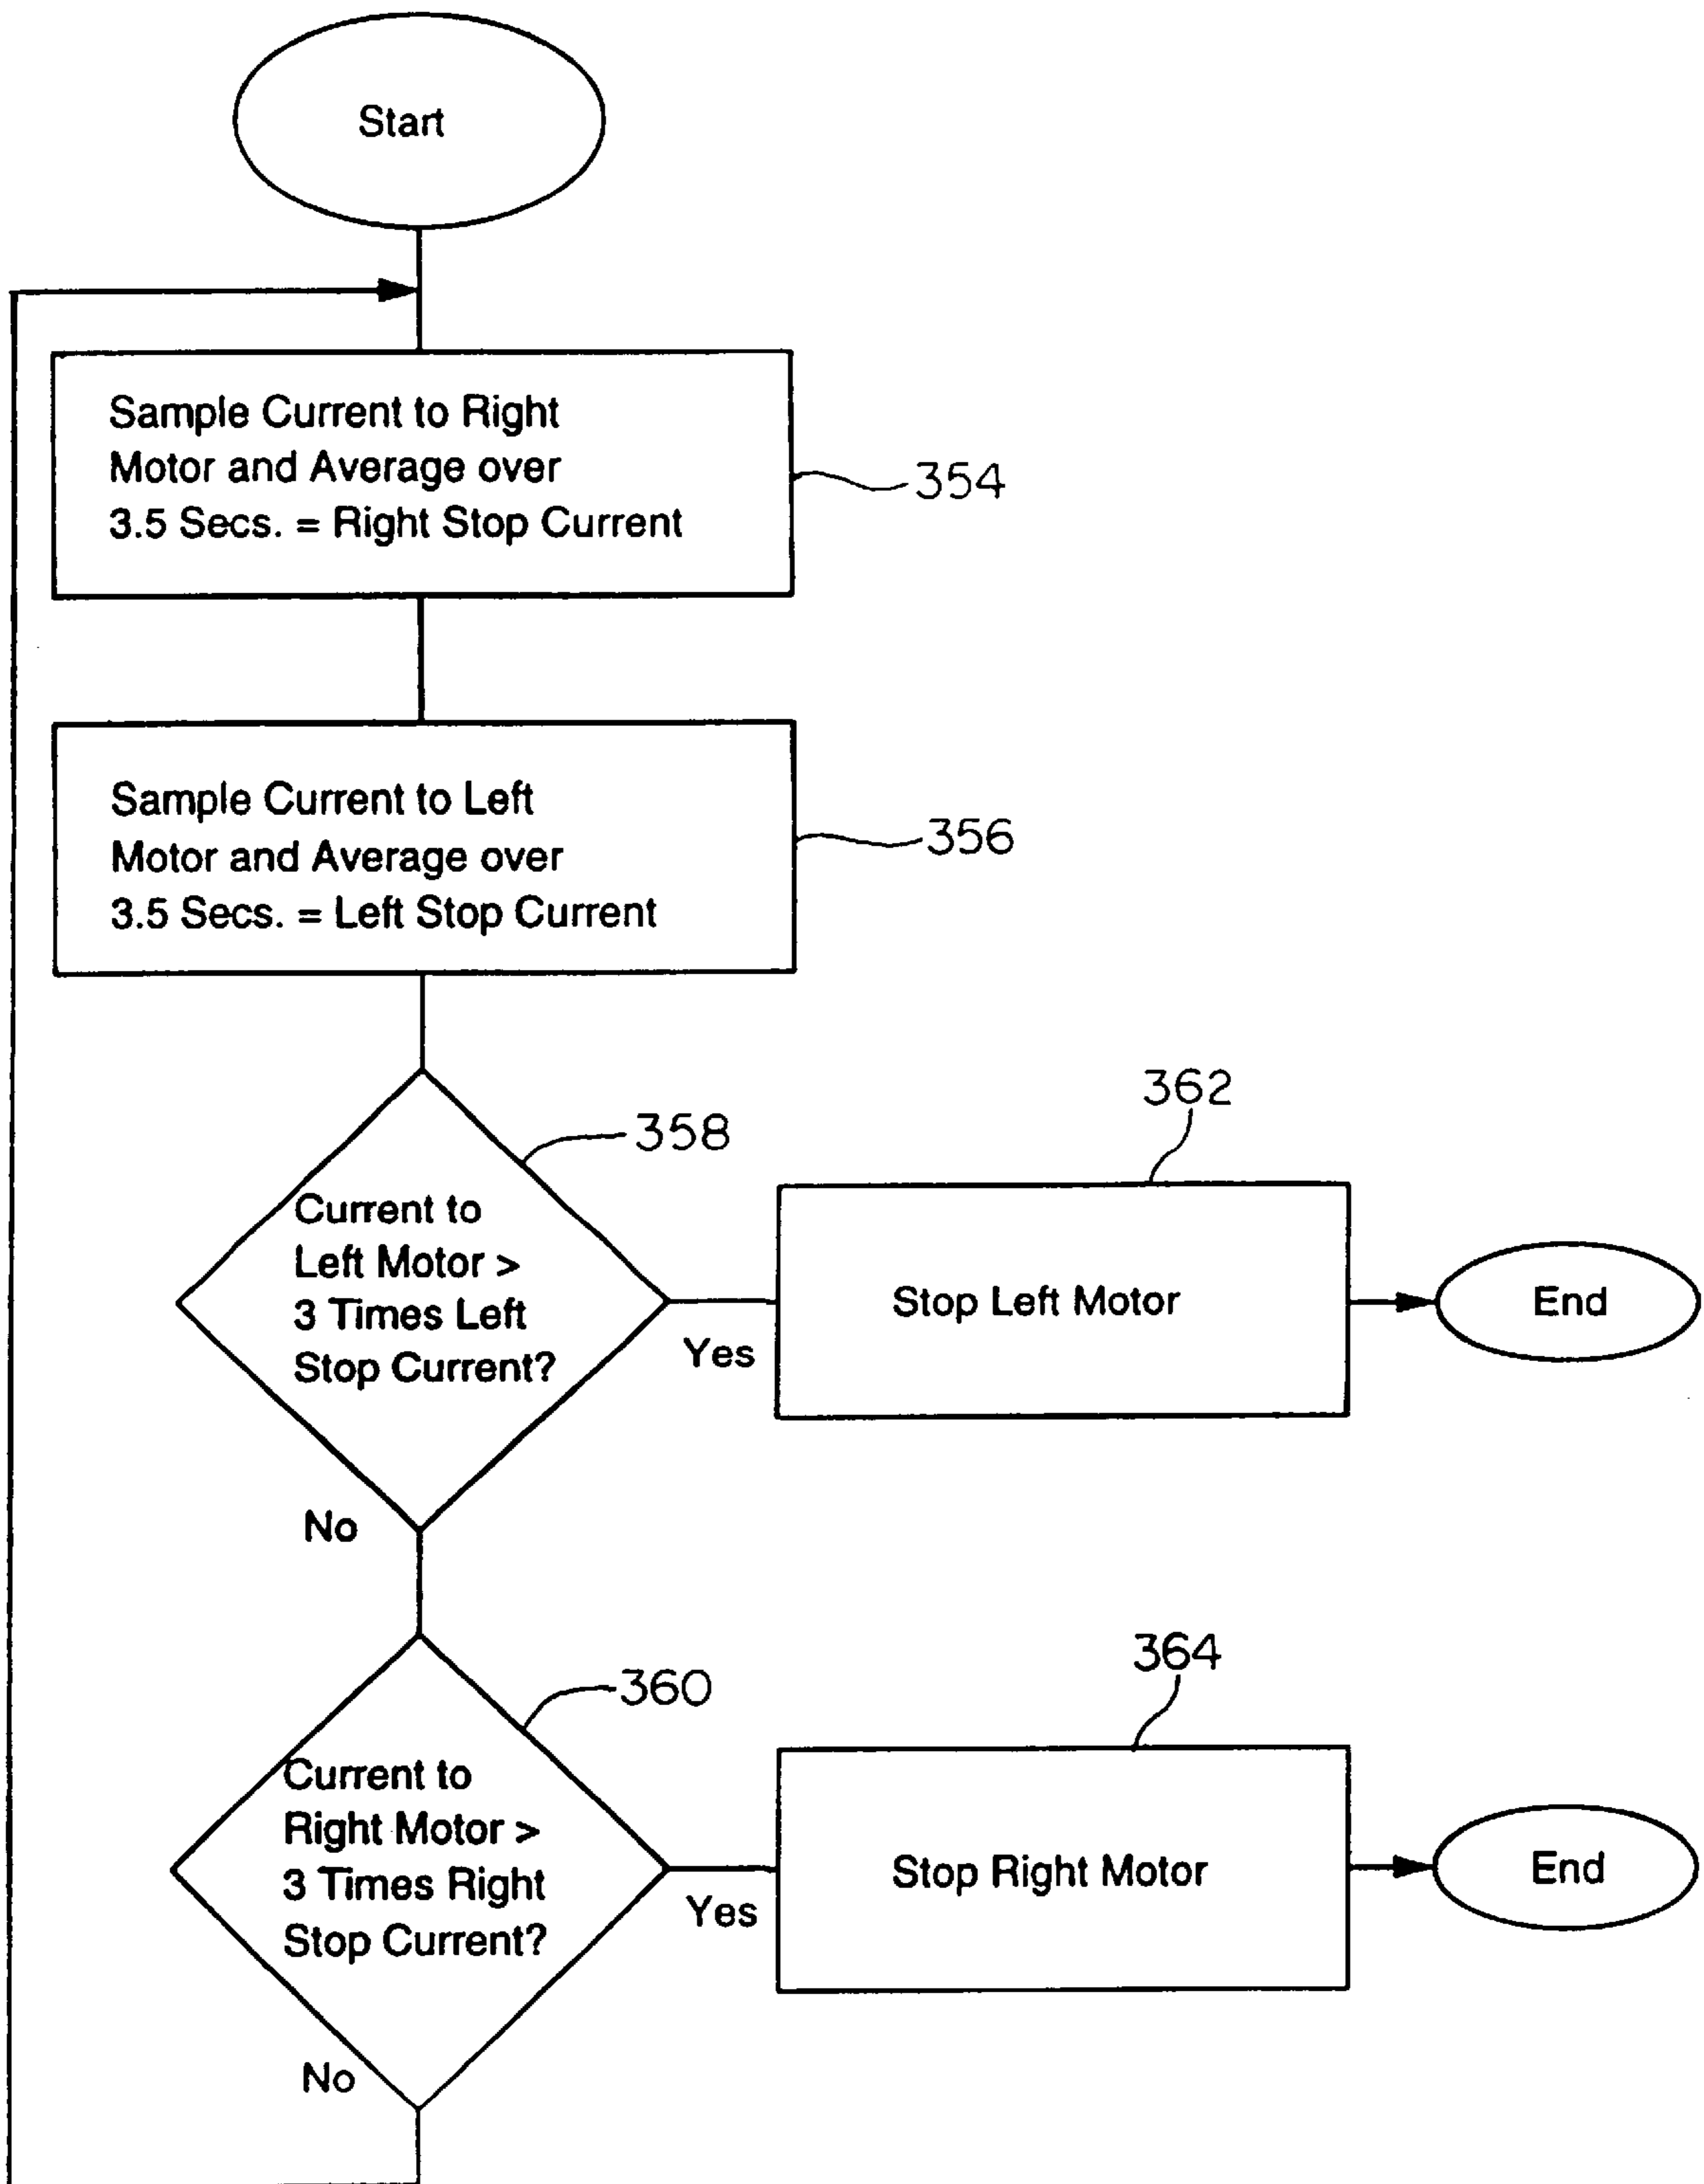 Start
Sample Current to Right
Motor and Average over
3.5 Secs. = Right Stop Current
354
Sample Current to Left
Motor and Average over
3.5 Secs. = Left Stop Current
356
358
Current to
Left Motor >
3 Times Left
Stop Current?
Yes
No
362
Stop Left Motor
End
360
Current to
Right Motor >
3 Times Right
Stop Current?
Yes
No
364
Stop Right Motor
End